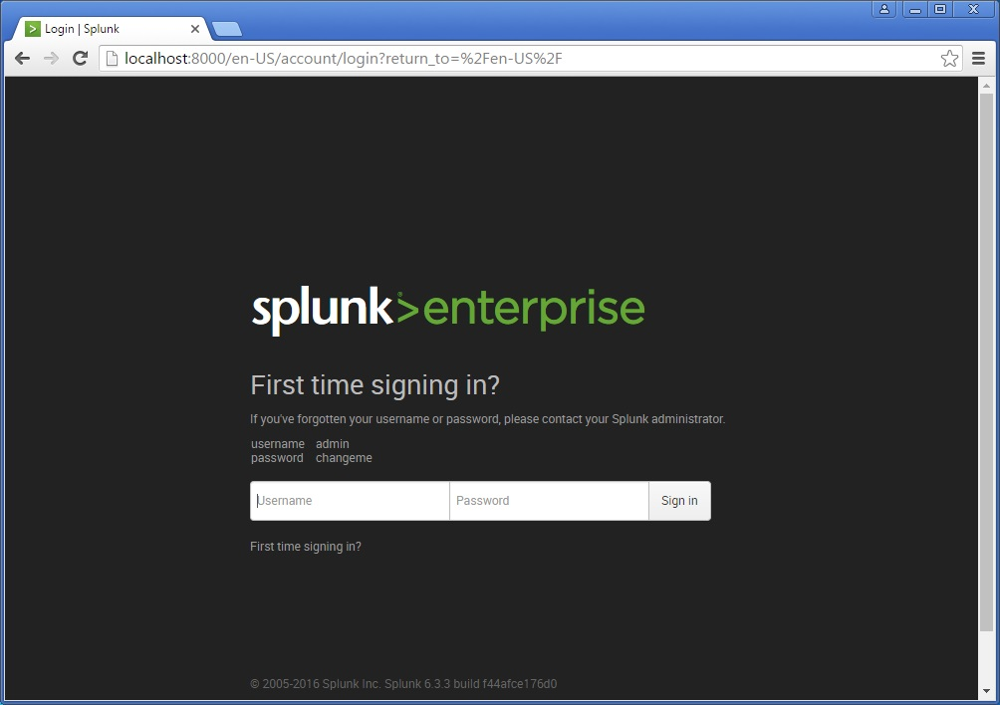 Login | Splunk
localhost:8000/en-US/account/login?return_to=%2Fen-US%2F
splunk>enterprise
First time signing in?
If you've forgotten your username or password, please contact your Splunk administrator.
username admin
password changeme
Username Password Sign in
First time signing in?
© 2005-2016 Splunk Inc. Splunk 6.3.3 build f44afce176d0